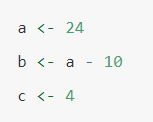 a <- 24
b <- a - 10
c <- 4